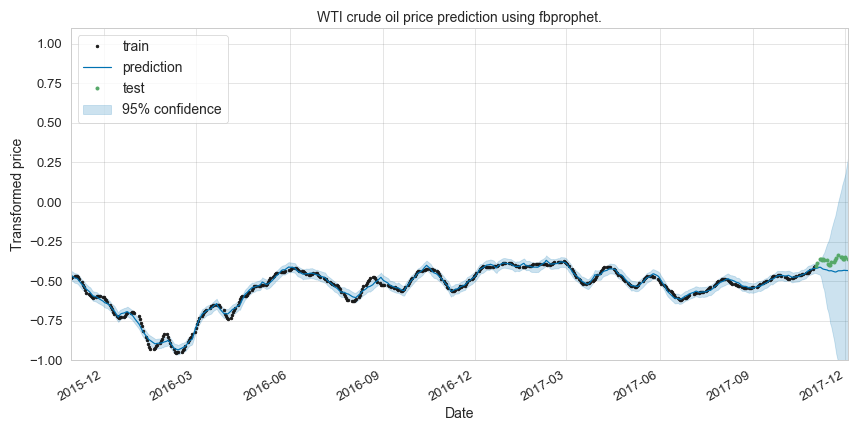 WTI crude oil price prediction using fbprophet.
train
prediction
test
95% confidence
1.00
0.75
0.50
0.25
0.00
−0.25
−0.50
−0.75
−1.00
Transformed price
2015-12
2016-03
2016-06
2016-09
2016-12
2017-03
2017-06
2017-09
2017-12
Date